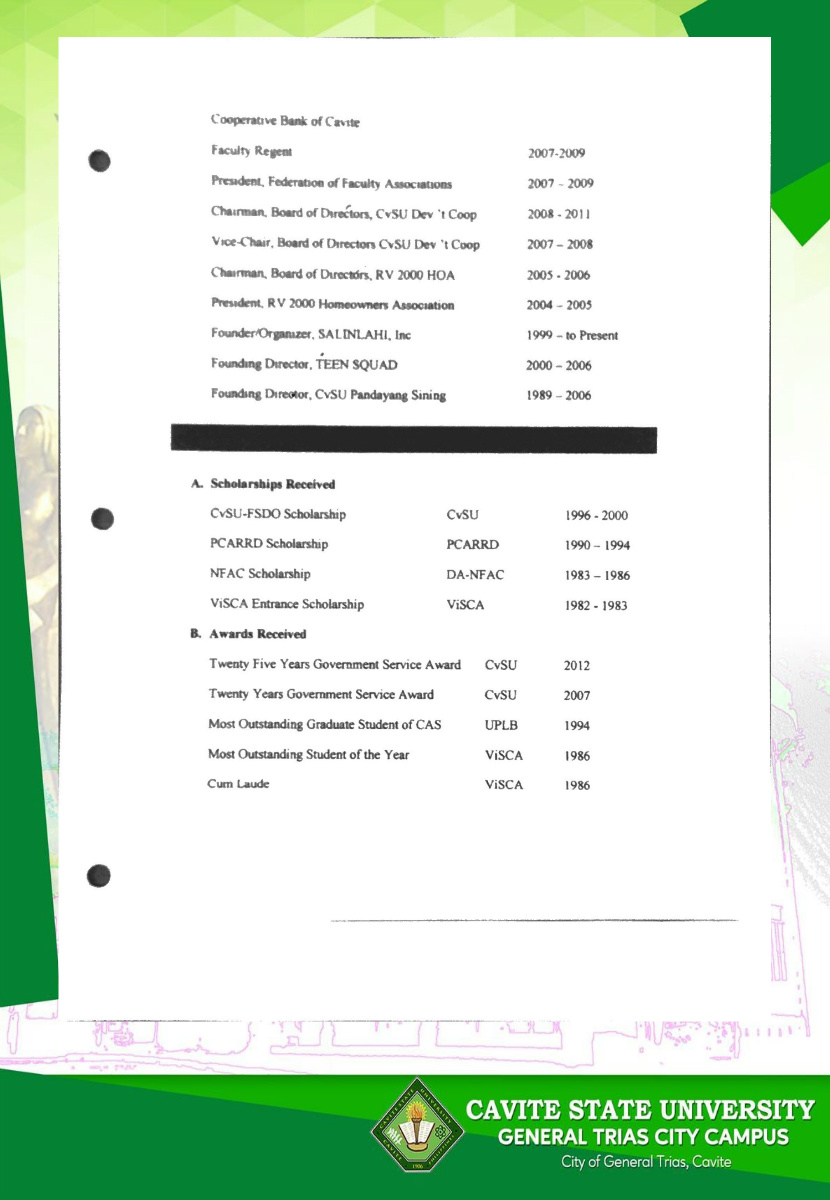 Cooperative Bank of Cavite
Faculty Regent 2007-2009
President, Federation of Faculty Associations 2007 – 2009
Chairman, Board of Directors, CvSU Dev 't Coop 2008 - 2011
Vice-Chair, Board of Directors CvSU Dev 't Coop 2007 – 2008
Chairman, Board of Directors, RV 2000 HOA 2005 - 2006
President, RV 2000 Homeowners Association 2004 – 2005
Founder/Organizer, SALINLAHI, Inc 1999 – to Present
Founding Director, TEEN SQUAD 2000 – 2006
Founding Director, CvSU Pandayang Sining 1989 – 2006
A. Scholarships Received
CvSU-FSDO Scholarship CvSU 1996 - 2000
PCARRD Scholarship PCARRD 1990 – 1994
NFAC Scholarship DA-NFAC 1983 – 1986
ViSCA Entrance Scholarship ViSCA 1982 - 1983
B. Awards Received
Twenty Five Years Government Service Award CvSU 2012
Twenty Years Government Service Award CvSU 2007
Most Outstanding Graduate Student of CAS UPLB 1994
Most Outstanding Student of the Year ViSCA 1986
Cum Laude ViSCA 1986
CAVITE STATE UNIVERSITY
GENERAL TRIAS CITY CAMPUS
City of General Trias, Cavite
1906